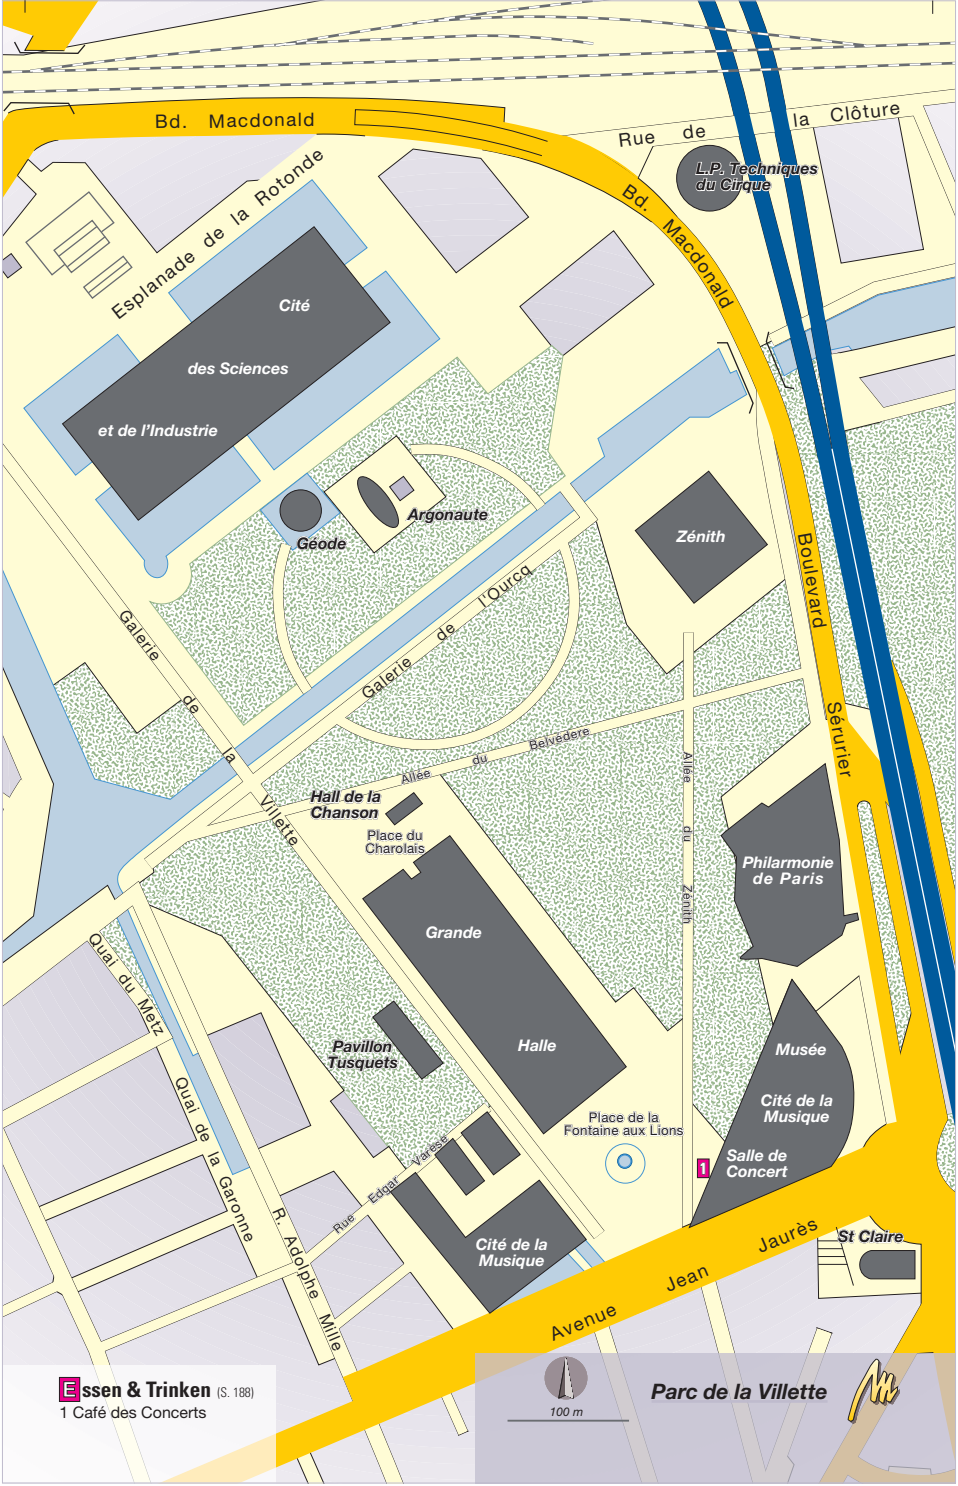 Bd. Macdonald
Rue de la Clôture
L.P. Techniques
du Cirque
Esplanade de la Rotonde
Bd. Macdonald
Cité
des Sciences
et de l'Industrie
Argonaute
Géode
Zénith
Galerie de l'Ourcq
Boulevard Sérurier
Galerie de la Villette
Allée du Belvédère
Allée du Zénith
Hall de la
Chanson
Place du
Charolais
Philarmonie
de Paris
Grande
Halle
Quai du Metz
Pavillon
Tusquets
Musée
Cité de la
Musique
Place de la
Fontaine aux Lions
Salle de
Concert
1
Quai de la Garonne
Rue Edgar Varèse
R. Adolphe Mille
Cité de la
Musique
Avenue Jean Jaurès
St Claire
Essen & Trinken (S. 188)
1 Café des Concerts
100 m
Parc de la Villette